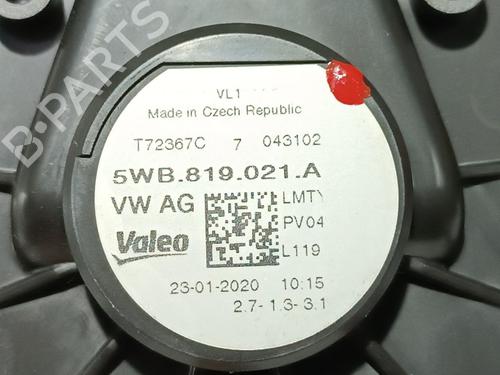 VL1
Made in Czech Republic
T72367C 7 043102
5WB.819.021.A
VW AG
LMTY
PV04
Valeo
L119
23-01-2020 10:15
2.7- 1.3- 3.1
B-PARTS